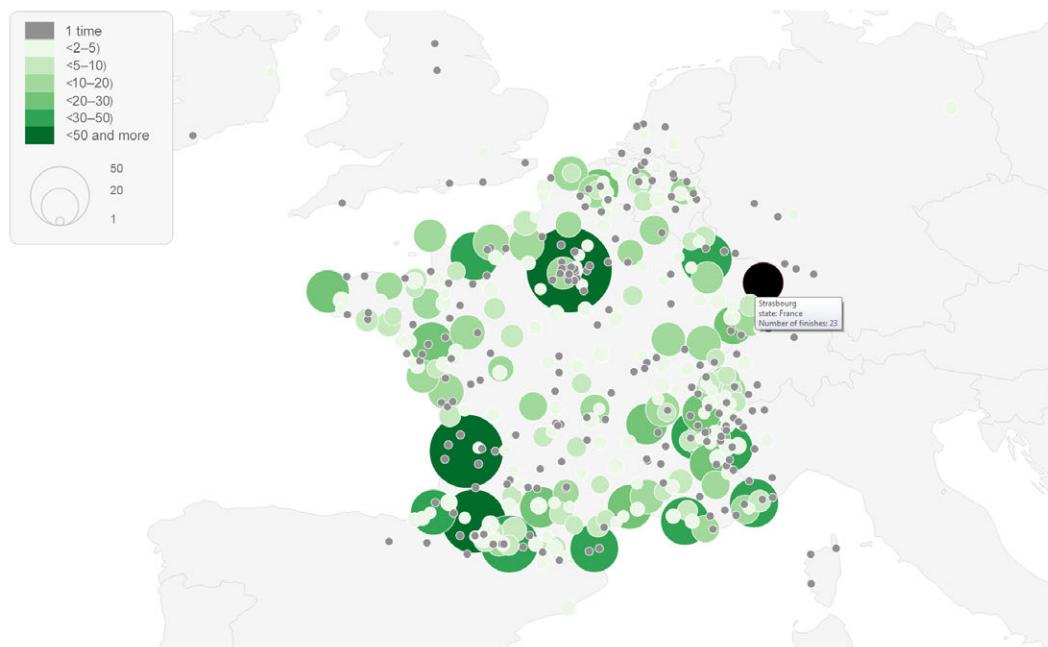 1 time
<2–5)
<5–10)
<10–20)
<20–30)
<30–50)
<50 and more
50
20
1
Strasbourg
state: France
Number of finishes: 23